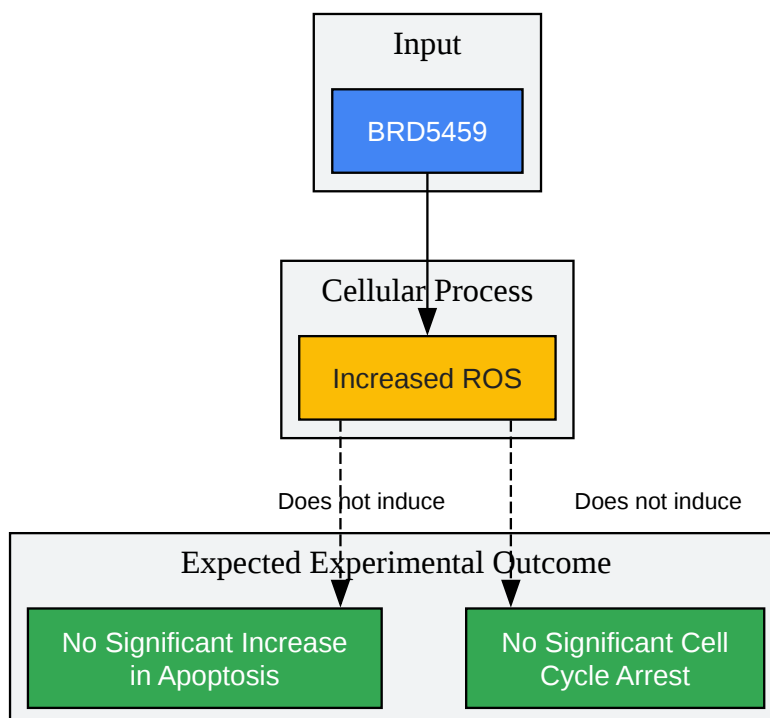 Input
BRD5459
Cellular Process
Increased ROS
Does not induce
Does not induce
Expected Experimental Outcome
No Significant Increase
in Apoptosis
No Significant Cell
Cycle Arrest